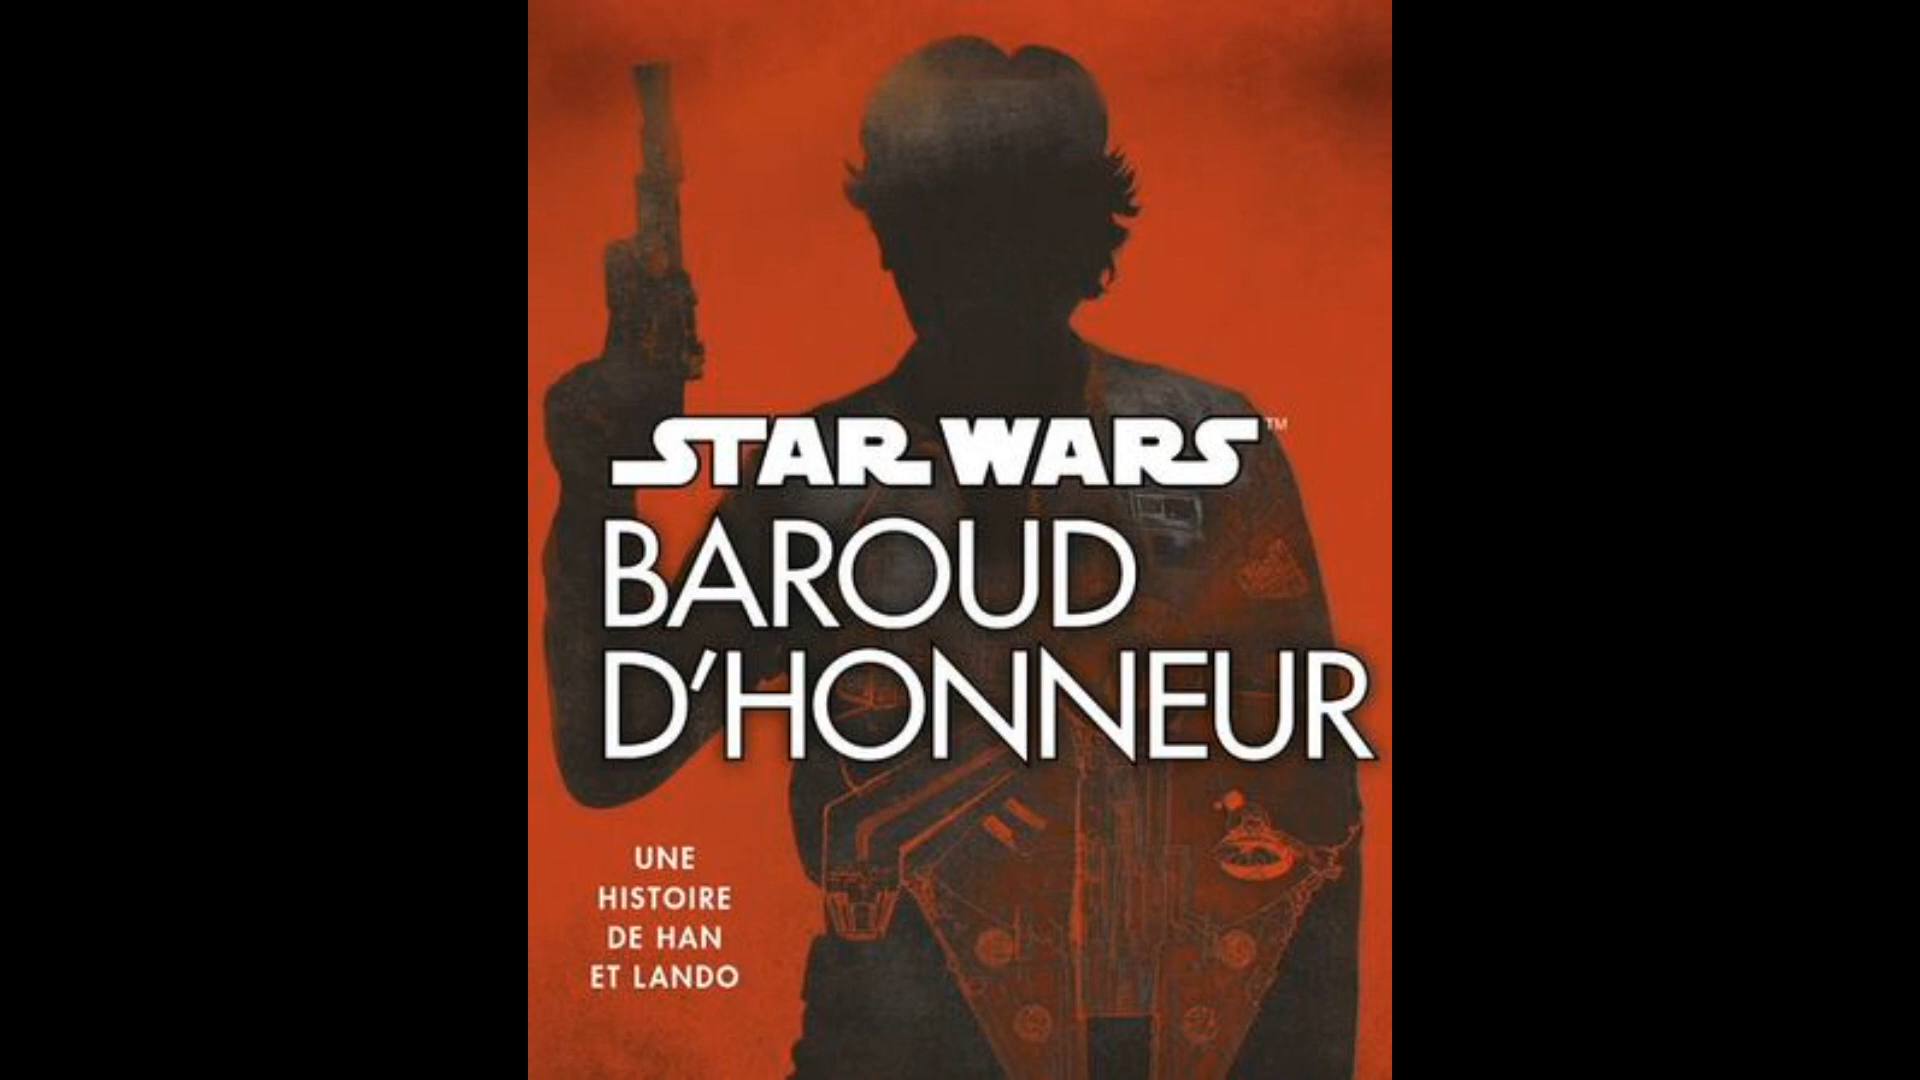 STAR WARS™
BAROUD
D'HONNEUR
UNE
HISTOIRE
DE HAN
ET LANDO